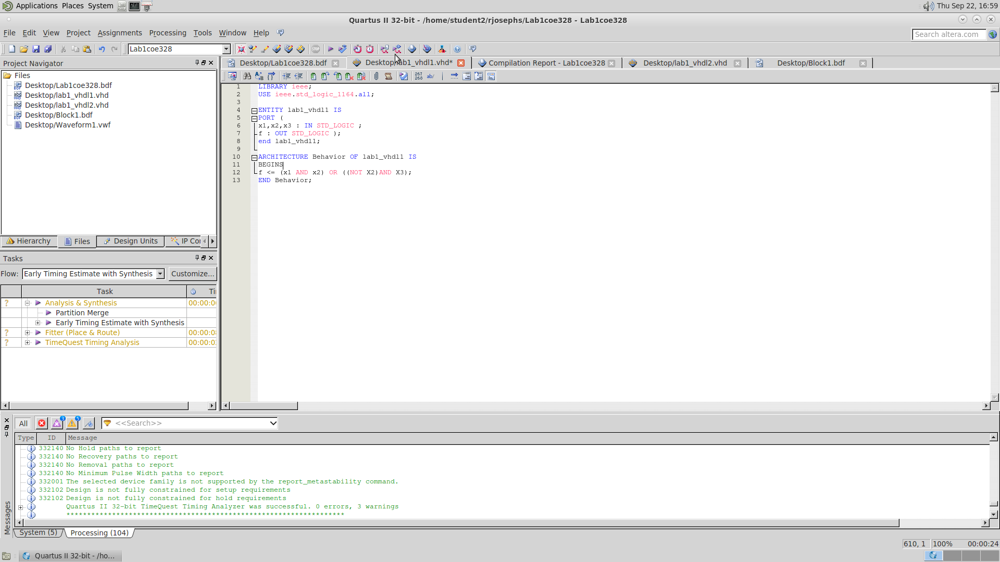 Applications Places System
Thu Sep 22, 16:59
Quartus II 32-bit - /home/student2/rjosephs/Lab1coe328 - Lab1coe328
File Edit View Project Assignments Processing Tools Window Help
Search altera.com
Lab1coe328
STOP
Project Navigator
Files
Desktop/Lab1coe328.bdf
Desktop/lab1_vhdl1.vhd
Desktop/lab1_vhdl2.vhd
Desktop/Block1.bdf
Desktop/Waveform1.vwf
Hierarchy
Files
Design Units
IP Co
Tasks
Flow: Early Timing Estimate with Synthesis Customize...
Task Ti
? Analysis & Synthesis 00:00:0
Partition Merge
Early Timing Estimate with Synthesis
? Fitter (Place & Route) 00:00:0
? TimeQuest Timing Analysis 00:00:0
Desktop/Lab1coe328.bdf
Desktop/lab1_vhdl1.vhd*
Compilation Report - Lab1coe328
Desktop/lab1_vhdl2.vhd
Desktop/Block1.bdf
267
268
ab/
1 LIBRARY ieee;
2 USE ieee.std_logic_1164.all;
3
4 ENTITY lab1_vhdl1 IS
5 PORT (
6 x1,x2,x3 : IN STD_LOGIC ;
7 f : OUT STD_LOGIC );
8 end lab1_vhdl1;
9
10 ARCHITECTURE Behavior OF lab1_vhdl1 IS
11 BEGINS
12 f <= (x1 AND x2) OR ((NOT X2)AND X3);
13 END Behavior;
All
3
5
<<Search>>
Type ID Message
332140 No Hold paths to report
332140 No Recovery paths to report
332140 No Removal paths to report
332140 No Minimum Pulse Width paths to report
332001 The selected device family is not supported by the report_metastability command.
332102 Design is not fully constrained for setup requirements
332102 Design is not fully constrained for hold requirements
Quartus II 32-bit TimeQuest Timing Analyzer was successful. 0 errors, 3 warnings
*******************************************************************
Messages
System (5)
Processing (104)
610, 1 100% 00:00:24
Quartus II 32-bit - /ho...